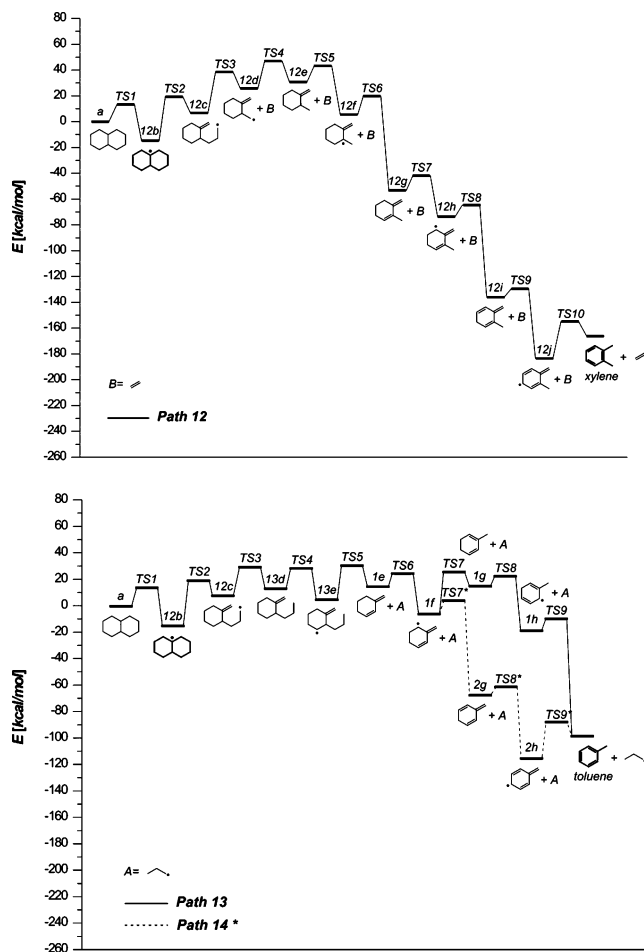 80
60
40
20
0
-20
-40
-60
-80
-100
-120
-140
-160
-180
-200
-220
-240
-260
E [kcal/mol]
a
TS1
12b
TS2
12c
TS3
12d
+ B
TS4
12e
+ B
TS5
12f
+ B
TS6
12g
+ B
TS7
12h
+ B
TS8
12i
+ B
TS9
12j
+ B
TS10
+
xylene
B=
Path 12
80
60
40
20
0
-20
-40
-60
-80
-100
-120
-140
-160
-180
-200
-220
-240
-260
E [kcal/mol]
a
TS1
12b
TS2
12c
TS3
13d
TS4
13e
TS5
1e
+ A
TS6
1f
+ A
TS7
TS7*
1g
+ A
TS8
1h
+ A
TS9
2g
+ A
TS8*
2h
+ A
TS9*
+
toluene
A=
Path 13
Path 14 *